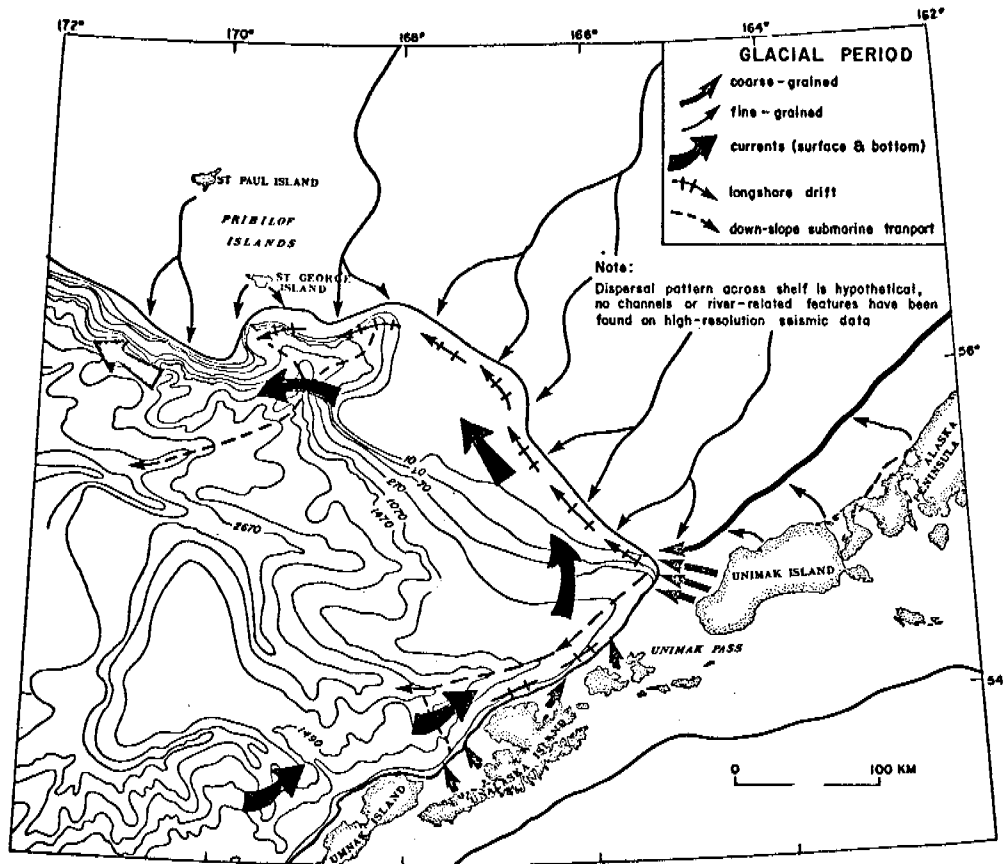 172°
170°
168°
166°
164°
162°
GLACIAL PERIOD
coarse-grained
fine-grained
currents (surface & bottom)
longshore drift
down-slope submarine tranport
Note:
Dispersal pattern across shelf is hypothetical,
no channels or river-related features have been
found on high-resolution seismic data
ST PAUL ISLAND
PRIBILOF
ISLANDS
ST GEORGE
ISLAND
56°
ALASKA
PENINSULA
270
1070
1470
2670
UNIMAK ISLAND
UNIMAK PASS
54
1490
UNALASKA ISLAND
UMNAK ISLAND
0 100 KM